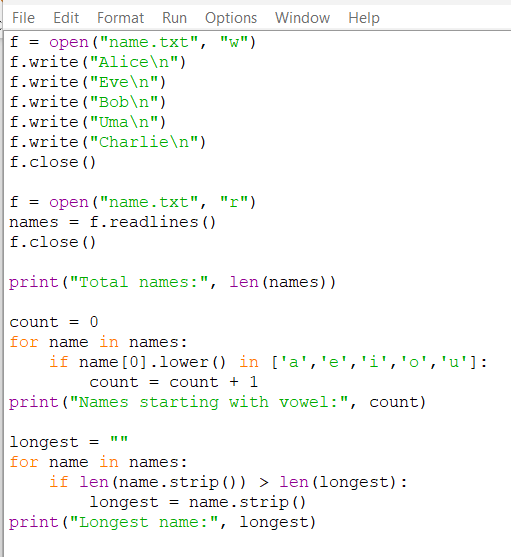 File Edit Format Run Options Window Help
f = open("name.txt", "w")
f.write("Alice\n")
f.write("Eve\n")
f.write("Bob\n")
f.write("Uma\n")
f.write("Charlie\n")
f.close()

f = open("name.txt", "r")
names = f.readlines()
f.close()

print("Total names:", len(names))

count = 0
for name in names:
    if name[0].lower() in ['a','e','i','o','u']:
        count = count + 1
print("Names starting with vowel:", count)

longest = ""
for name in names:
    if len(name.strip()) > len(longest):
        longest = name.strip()
print("Longest name:", longest)